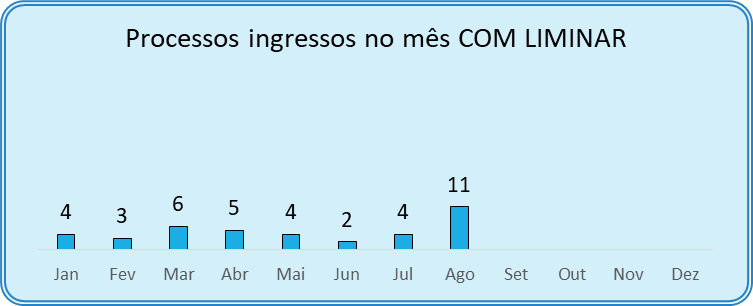 Processos ingressos no mês COM LIMINAR
4 3 6 5 4 2 4 11
Jan Fev Mar Abr Mai Jun Jul Ago Set Out Nov Dez